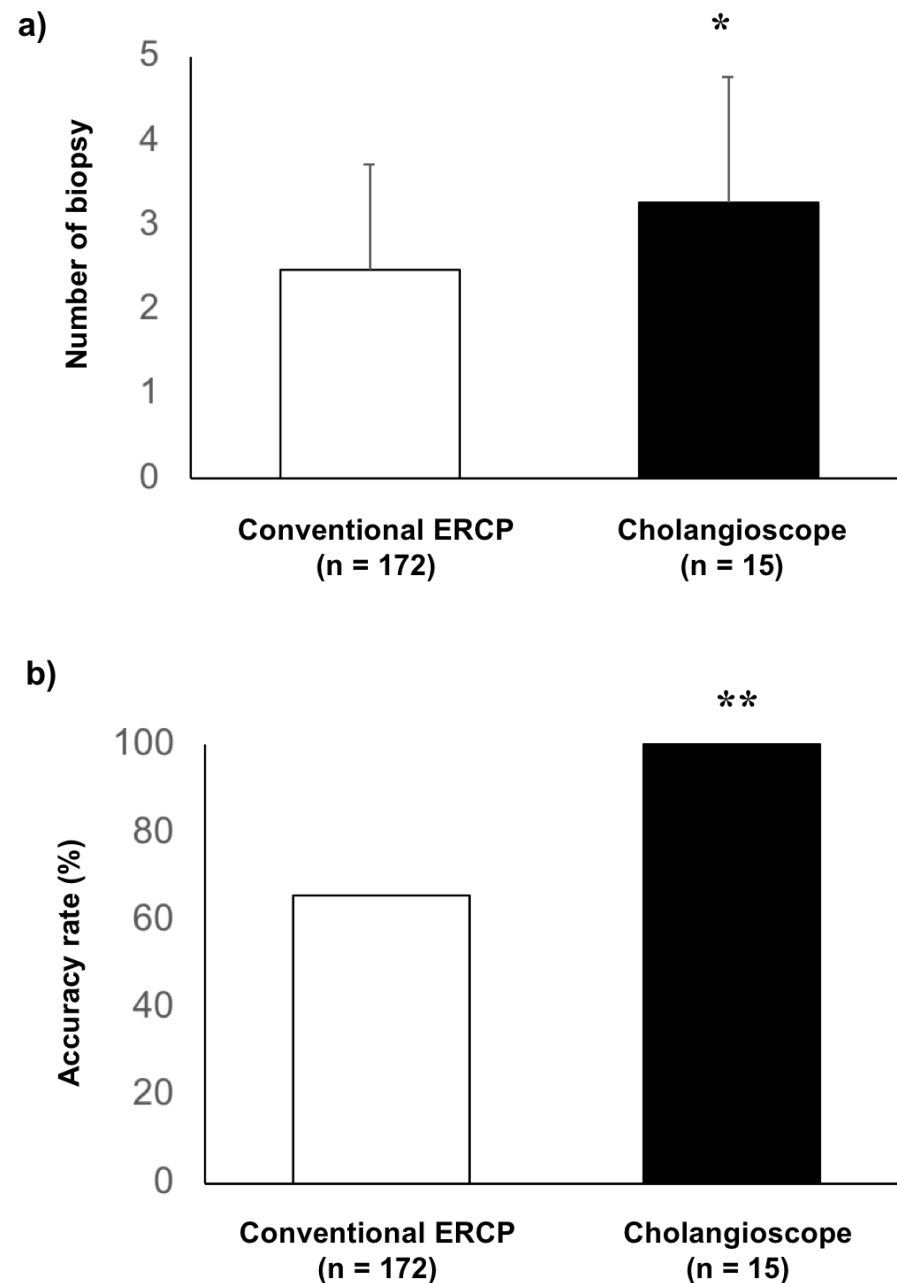 a)
*
5
4
3
2
1
0
Number of biopsy
Conventional ERCP
(n = 172)
Cholangioscope
(n = 15)
b)
**
100
80
60
40
20
0
Accuracy rate (%)
Conventional ERCP
(n = 172)
Cholangioscope
(n = 15)